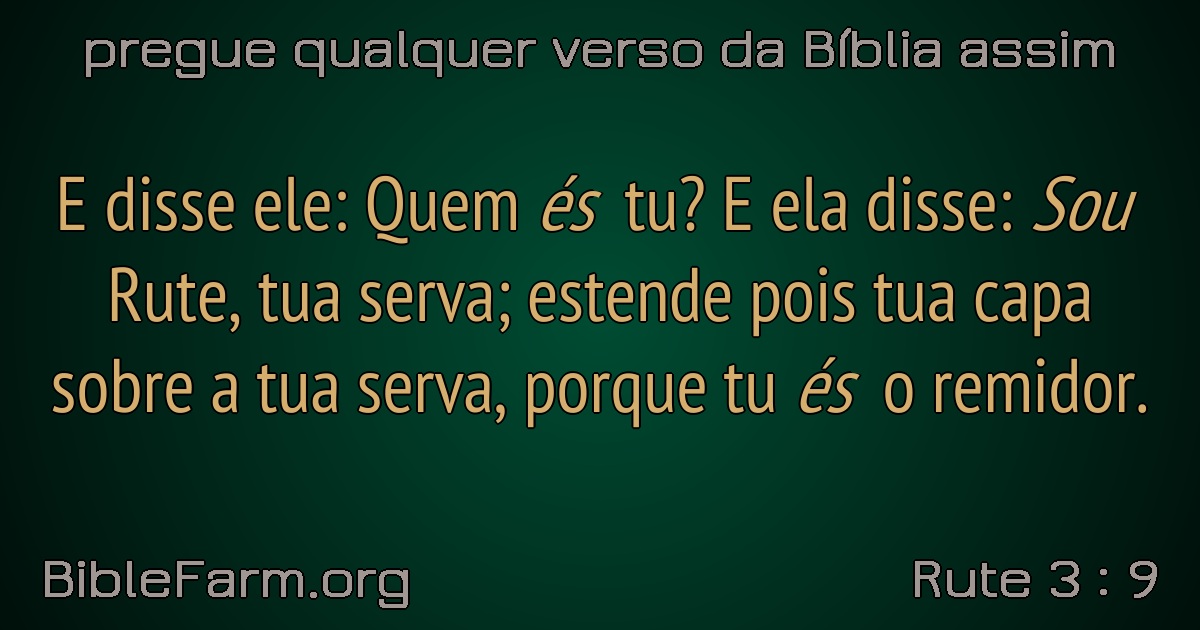 pregue qualquer verso da Bíblia assim
E disse ele: Quem és tu? E ela disse: Sou
Rute, tua serva; estende pois tua capa
sobre a tua serva, porque tu és o remidor.
BibleFarm.org
Rute 3 : 9